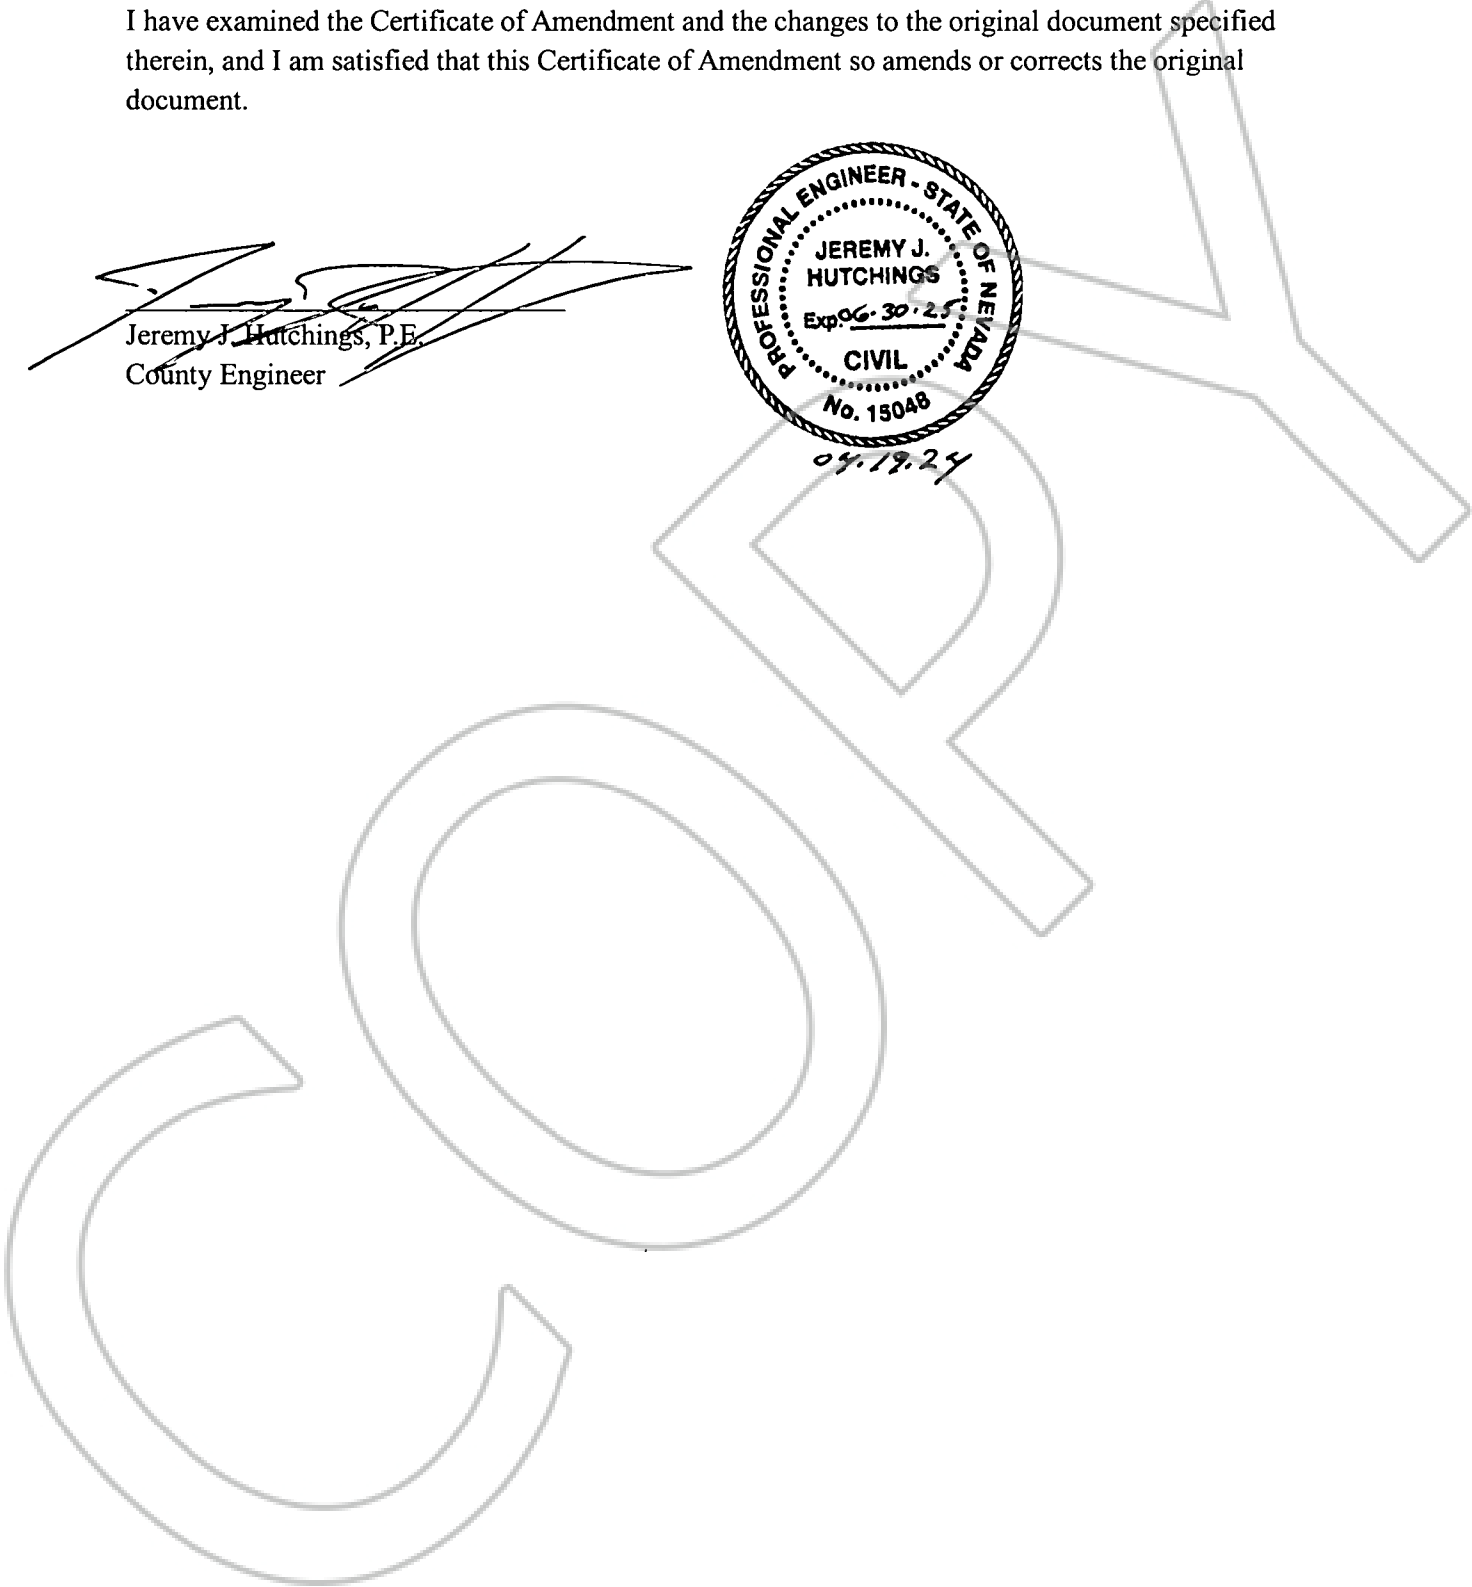 I have examined the Certificate of Amendment and the changes to the original document specified
therein, and I am satisfied that this Certificate of Amendment so amends or corrects the original
document.
Jeremy J. Hutchings, P.E.
County Engineer
PROFESSIONAL ENGINEER - STATE OF NEVADA
JEREMY J.
HUTCHINGS
Exp. 06.30.25
CIVIL
No. 15048
04.19.24
COPY